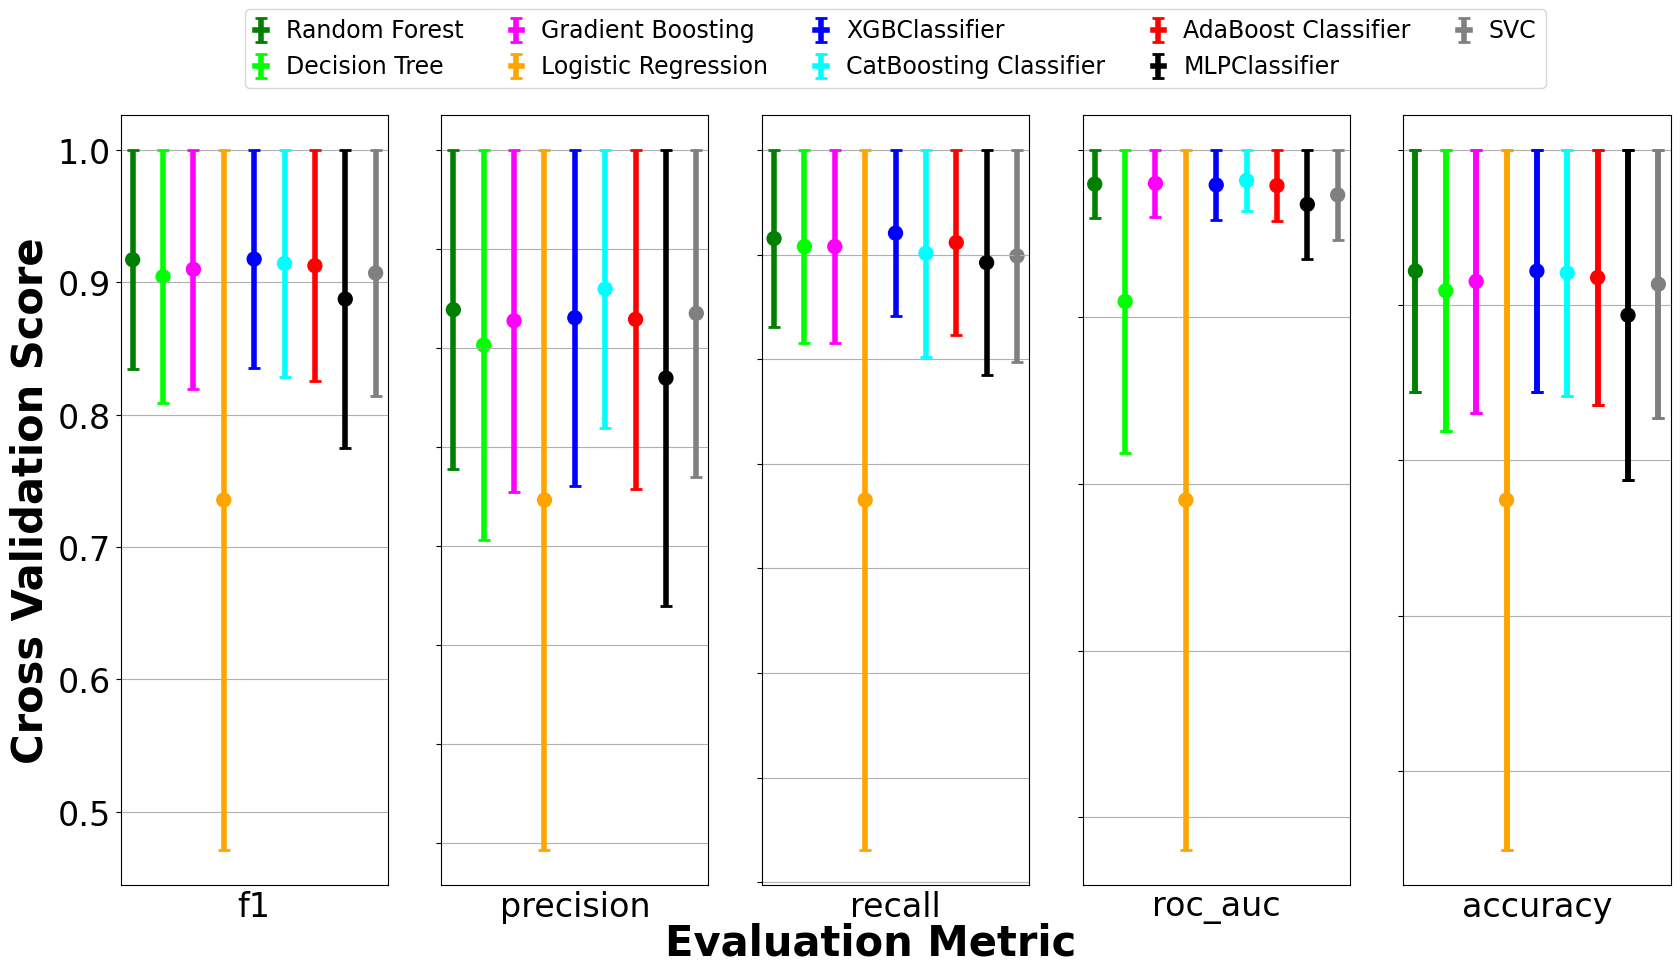 Random Forest
Decision Tree
Gradient Boosting
Logistic Regression
XGBClassifier
CatBoosting Classifier
AdaBoost Classifier
MLPClassifier
SVC
Cross Validation Score
1.0
0.9
0.8
0.7
0.6
0.5
f1
precision
recall
roc_auc
accuracy
Evaluation Metric